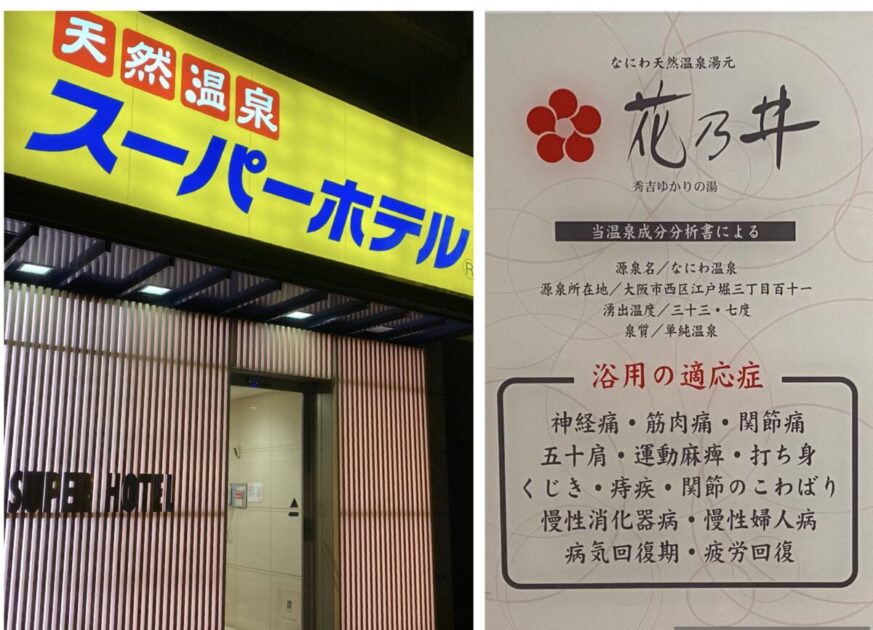 天然温泉
スーパーホテル
®
SUPER HOTEL
なにわ天然温泉湯元
花乃井
秀吉ゆかりの湯
当温泉成分分析書による
源泉名／なにわ温泉
源泉所在地／大阪市西区江戸堀三丁目百十一
湧出温度／三十三・七度
泉質／単純温泉
浴用の適応症
神経痛・筋肉痛・関節痛
五十肩・運動麻痺・打ち身
くじき・痔疾・関節のこわばり
慢性消化器病・慢性婦人病
病気回復期・疲労回復